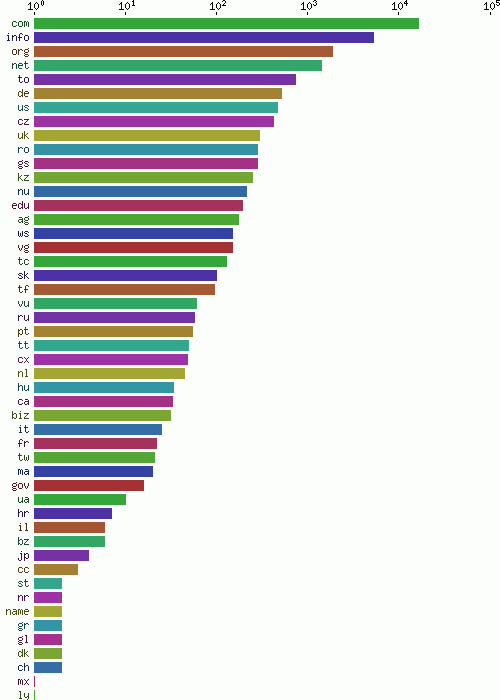 10⁰ 10¹ 10² 10³ 10⁴ 10⁵
com
info
org
net
to
de
us
cz
uk
ro
gs
kz
nu
edu
ag
ws
vg
tc
sk
tf
vu
ru
pt
tt
cx
nl
hu
ca
biz
it
fr
tw
ma
gov
ua
hr
il
bz
jp
cc
st
nr
name
gr
gl
dk
ch
mx
ly